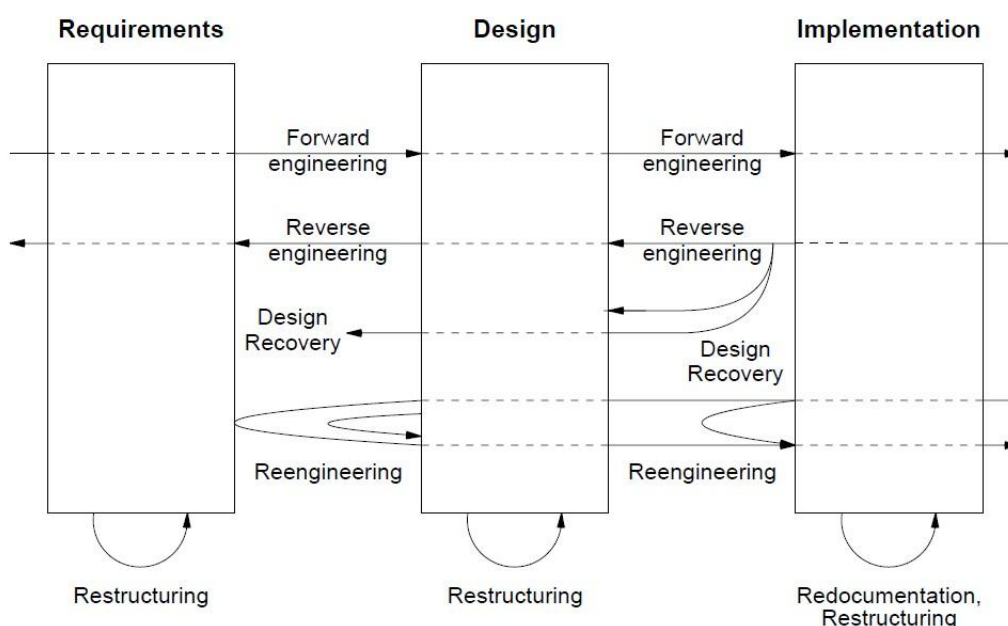 Requirements
Design
Implementation
Forward
engineering
Forward
engineering
Reverse
engineering
Reverse
engineering
Design
Recovery
Design
Recovery
Reengineering
Reengineering
Restructuring
Restructuring
Redocumentation,
Restructuring